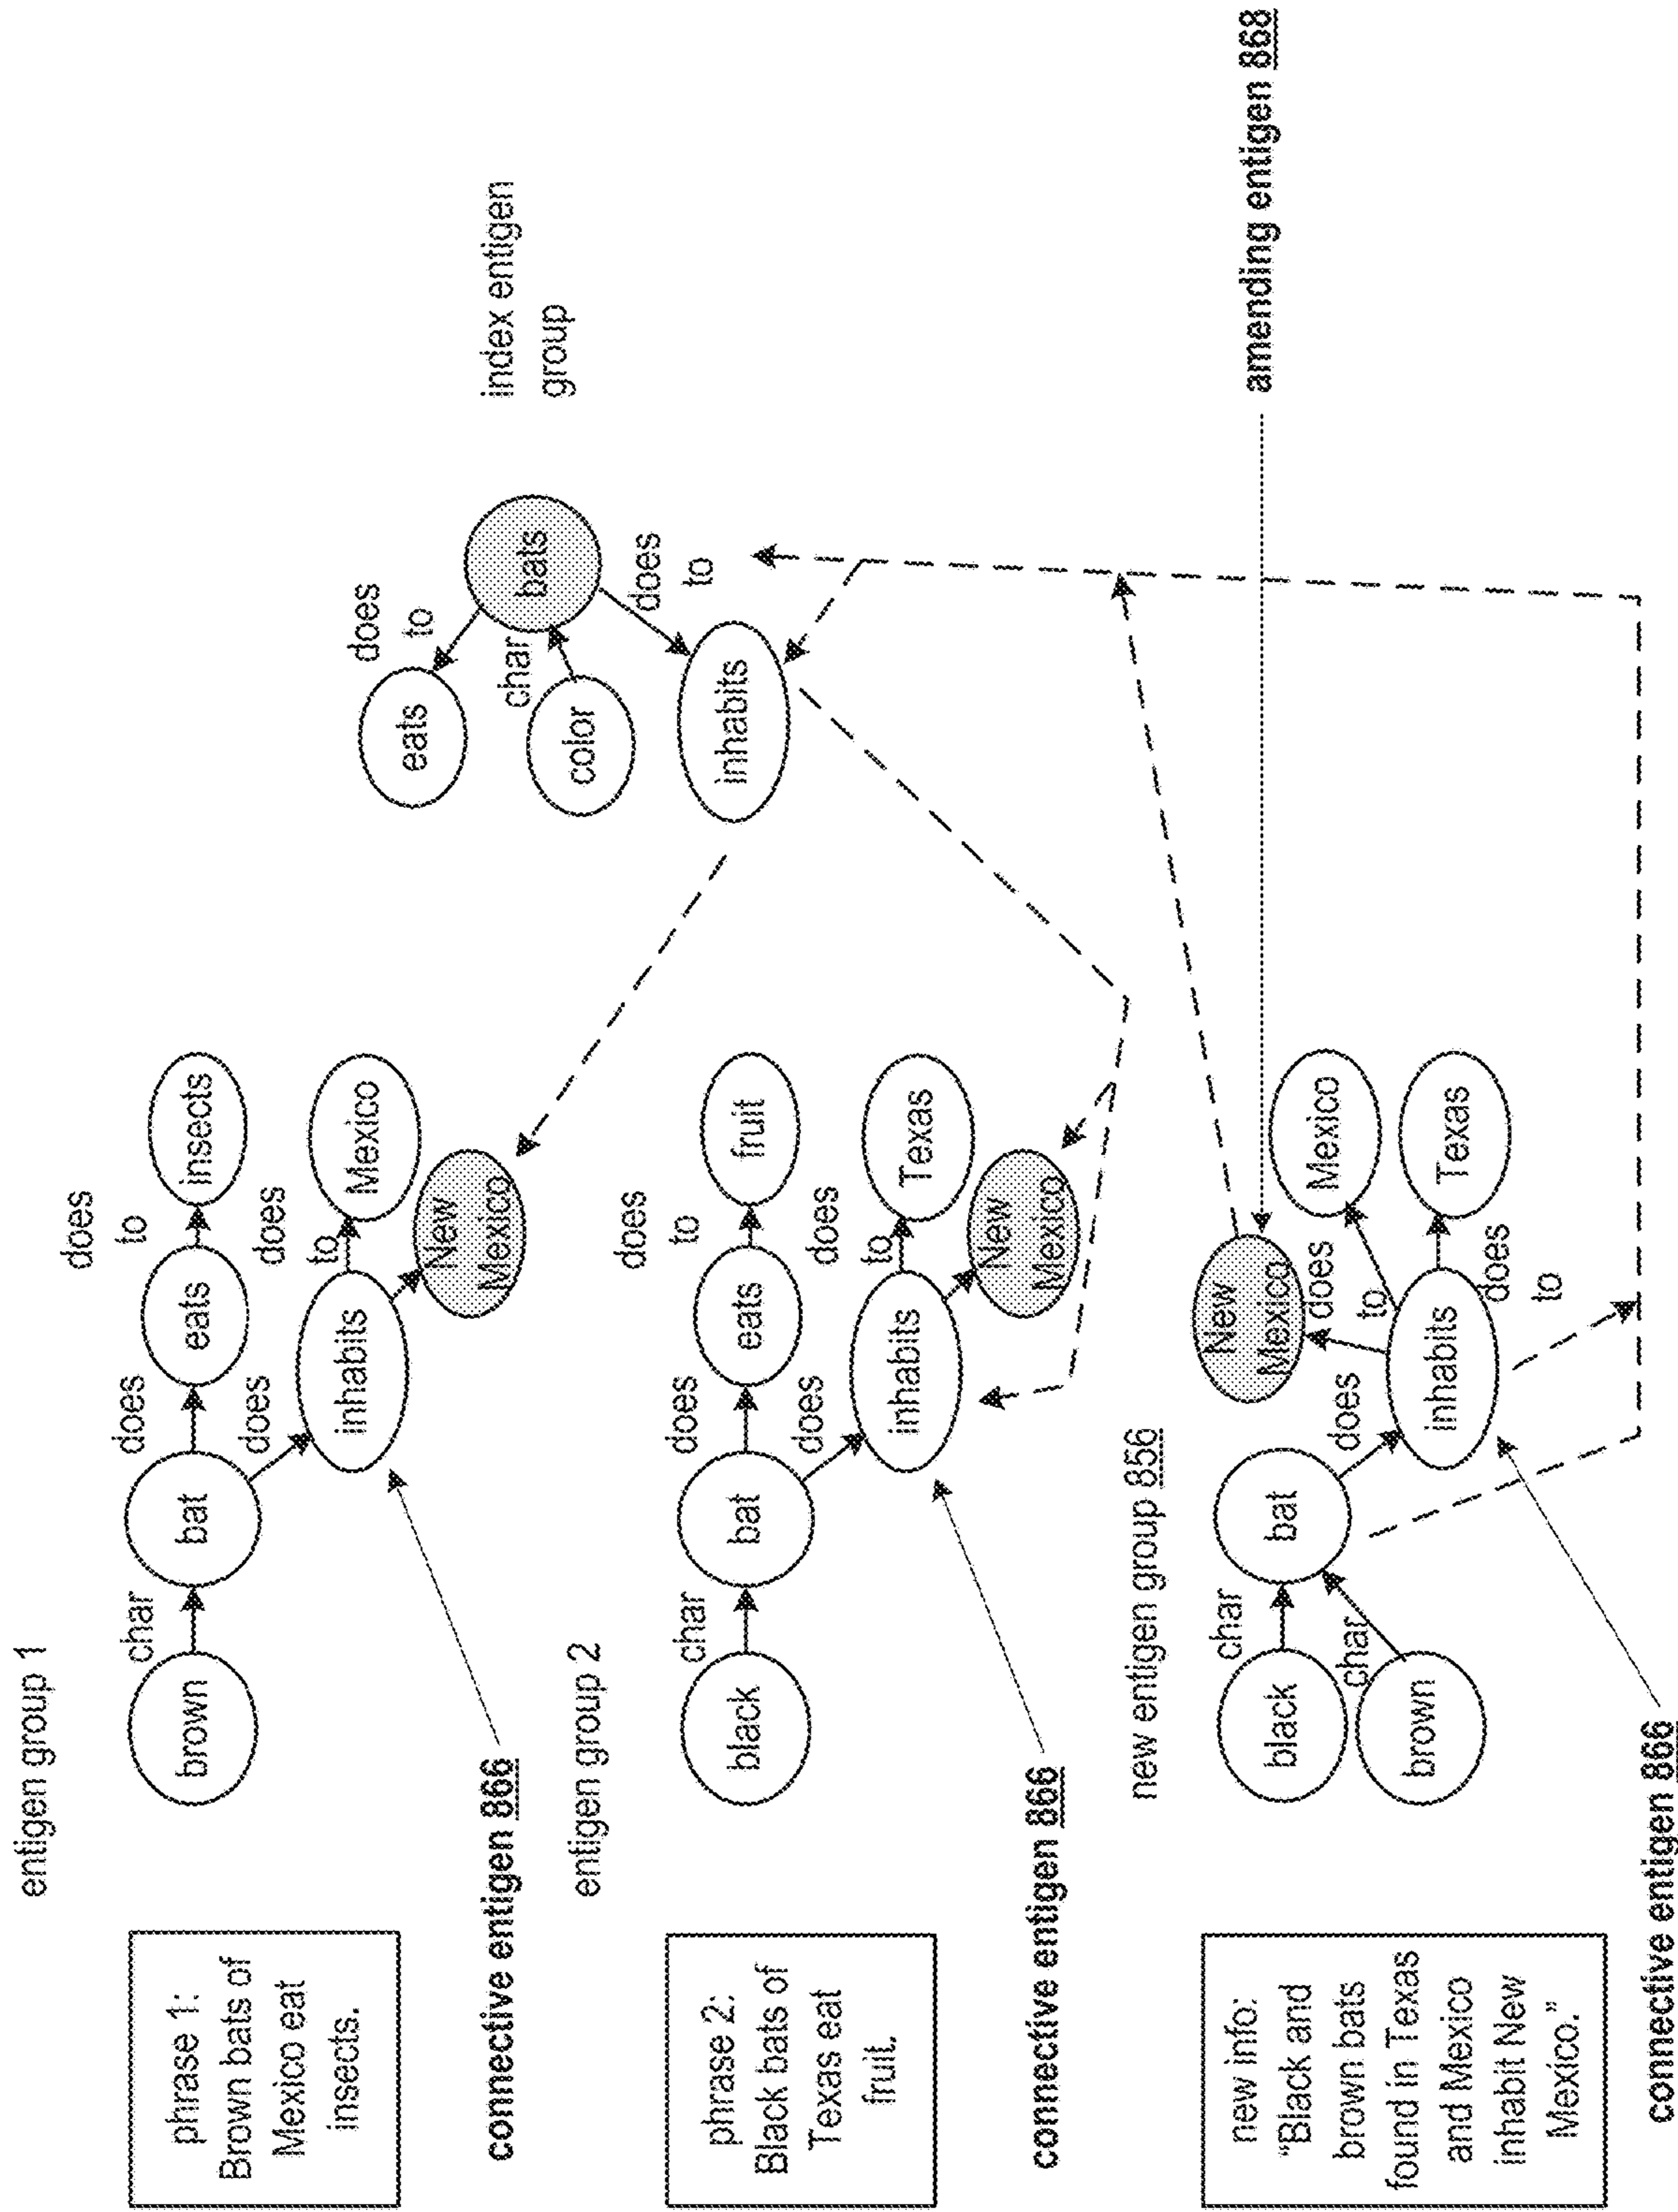 entigen group 1
phrase 1:
Brown bats of
Mexico eat
insects.
brown
char
bat
does
eats
does
to
insects
does
inhabits
does
to
Mexico
New
Mexico
connective entigen 866
index entigen
group
does
to
eats
char
color
bats
does
to
inhabits
entigen group 2
phrase 2:
Black bats of
Texas eat
fruit.
black
char
bat
does
eats
does
to
fruit
does
inhabits
does
to
Texas
New
Mexico
connective entigen 866
new entigen group 856
new info:
"Black and
brown bats
found in Texas
and Mexico
inhabit New
Mexico."
black
char
brown
char
bat
does
inhabits
New
Mexico
does
to
Mexico
does
to
Texas
amending entigen 868
connective entigen 866